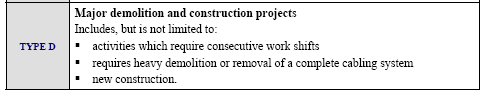 Major demolition and construction projects
Includes, but is not limited to:
TYPE D
▪ activities which require consecutive work shifts
▪ requires heavy demolition or removal of a complete cabling system
▪ new construction.